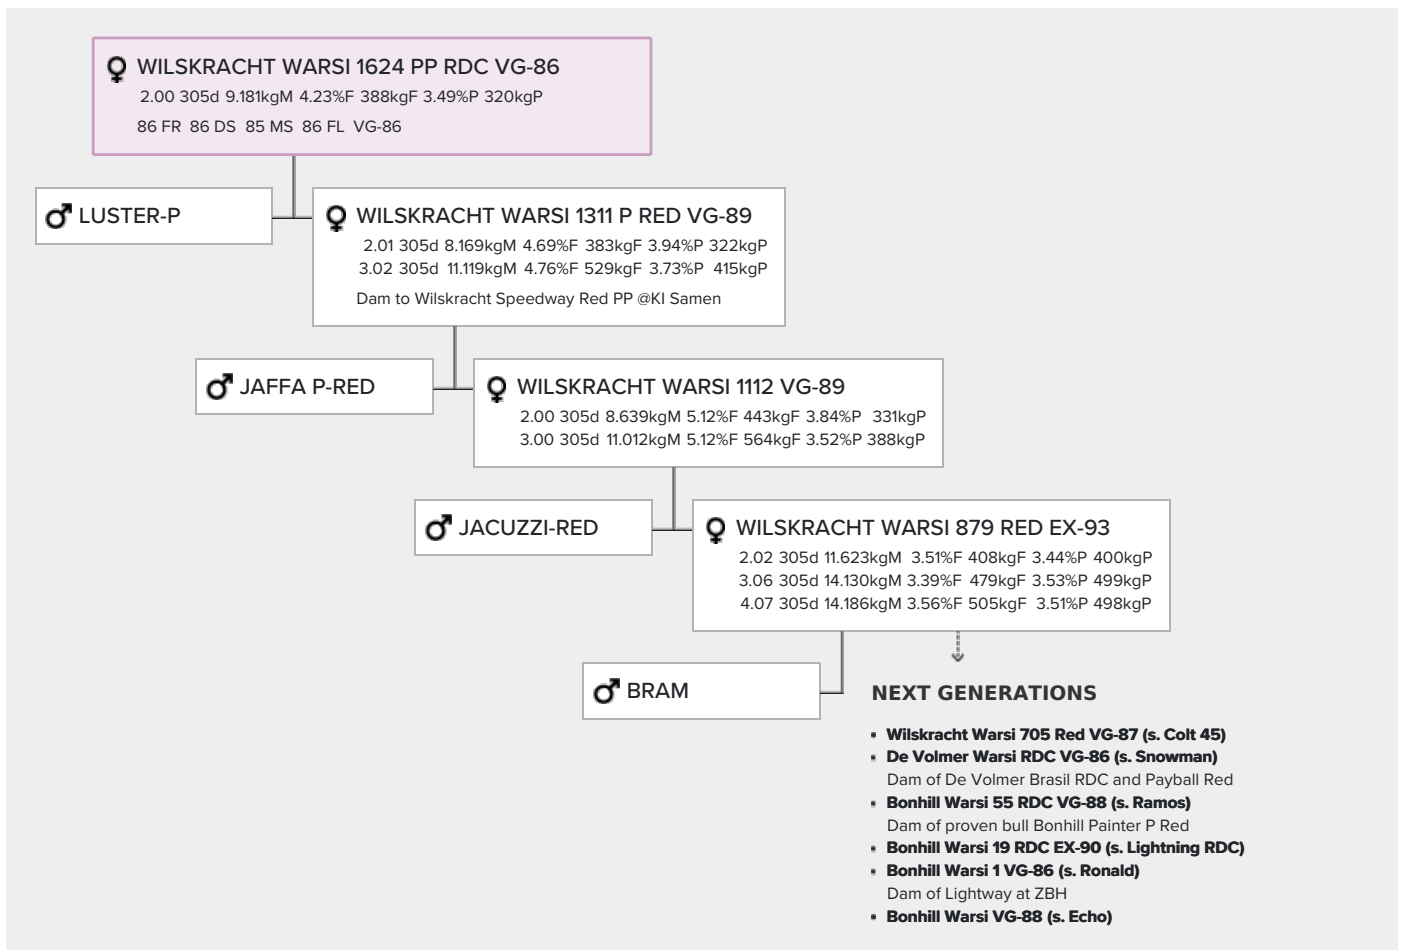 WILSKRACHT WARSI 1624 PP RDC VG-86
2.00 305d 9.181kgM 4.23%F 388kgF 3.49%P 320kgP
86 FR 86 DS 85 MS 86 FL VG-86
LUSTER-P
WILSKRACHT WARSI 1311 P RED VG-89
2.01 305d 8.169kgM 4.69%F 383kgF 3.94%P 322kgP
3.02 305d 11.119kgM 4.76%F 529kgF 3.73%P 415kgP
Dam to Wilskracht Speedway Red PP @KI Samen
JAFFA P-RED
WILSKRACHT WARSI 1112 VG-89
2.00 305d 8.639kgM 5.12%F 443kgF 3.84%P 331kgP
3.00 305d 11.012kgM 5.12%F 564kgF 3.52%P 388kgP
JACUZZI-RED
WILSKRACHT WARSI 879 RED EX-93
2.02 305d 11.623kgM 3.51%F 408kgF 3.44%P 400kgP
3.06 305d 14.130kgM 3.39%F 479kgF 3.53%P 499kgP
4.07 305d 14.186kgM 3.56%F 505kgF 3.51%P 498kgP
BRAM
NEXT GENERATIONS
Wilskracht Warsi 705 Red VG-87 (s. Colt 45)
De Volmer Warsi RDC VG-86 (s. Snowman)
Dam of De Volmer Brasil RDC and Payball Red
Bonhill Warsi 55 RDC VG-88 (s. Ramos)
Dam of proven bull Bonhill Painter P Red
Bonhill Warsi 19 RDC EX-90 (s. Lightning RDC)
Bonhill Warsi 1 VG-86 (s. Ronald)
Dam of Lightway at ZBH
Bonhill Warsi VG-88 (s. Echo)